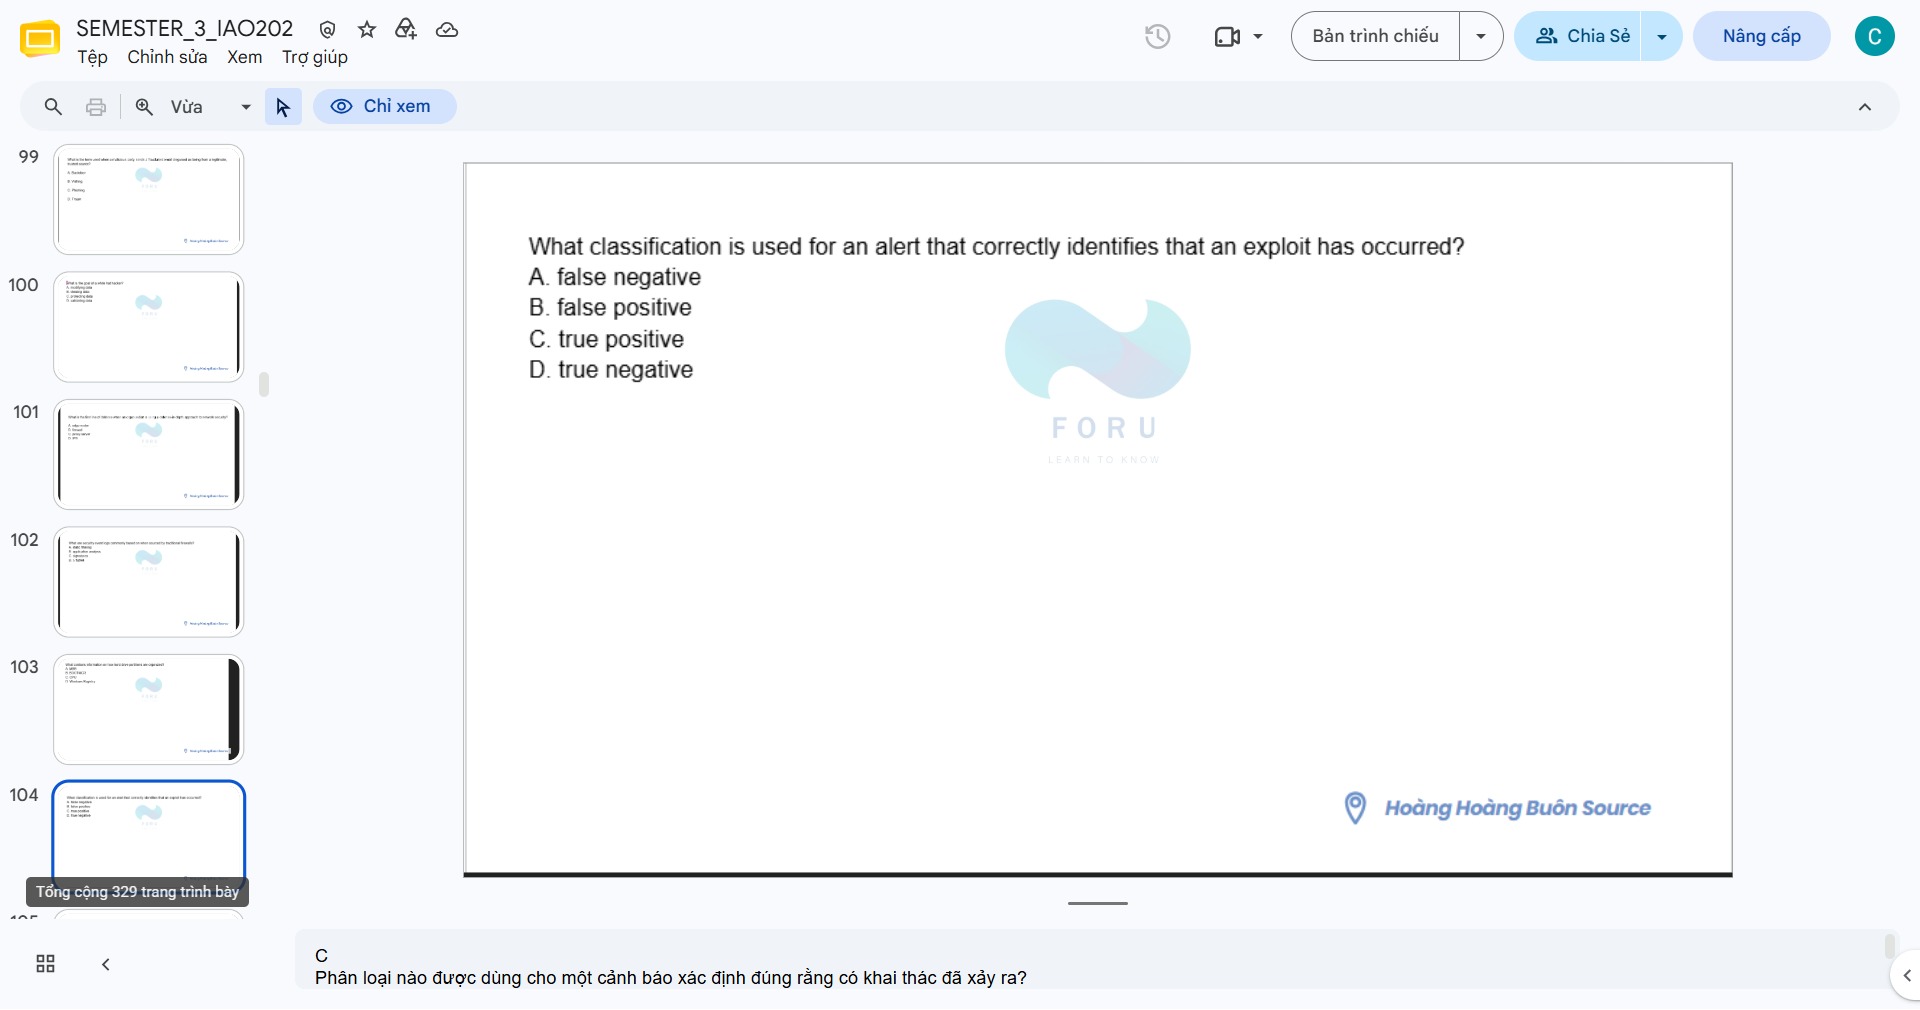 SEMESTER_3_IAO202
Tệp Chỉnh sửa Xem Trợ giúp
Bản trình chiếu
Chia Sẻ
Nâng cấp
C
Vừa
Chỉ xem
99
100
101
102
103
104
Tổng cộng 329 trang trình bày
What classification is used for an alert that correctly identifies that an exploit has occurred?
A. false negative
B. false positive
C. true positive
D. true negative
FORU
LEARN TO KNOW
Hoàng Hoàng Buôn Source
C
Phân loại nào được dùng cho một cảnh báo xác định đúng rằng có khai thác đã xảy ra?